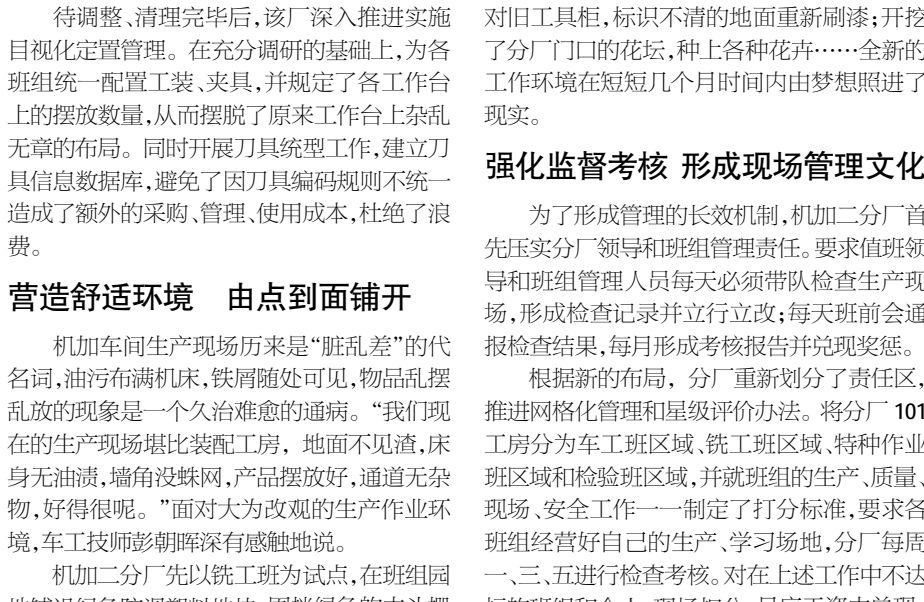 待调整、清理完毕后,该厂深入推进实施
目视化定置管理。在充分调研的基础上,为各
班组统一配置工装、夹具,并规定了各工作台
上的摆放数量,从而摆脱了原来工作台上杂乱
无章的布局。同时开展刀具统型工作,建立刀
具信息数据库,避免了因刀具编码规则不统一
造成了额外的采购、管理、使用成本,杜绝了浪
费。
营造舒适环境　由点到面铺开
机加车间生产现场历来是“脏乱差”的代
名词,油污布满机床,铁屑随处可见,物品乱摆
乱放的现象是一个久治难愈的通病。“我们现
在的生产现场堪比装配工房，地面不见渣,床
身无油渍,墙角没蛛网,产品摆放好,通道无杂
物,好得很呢。”面对大为改观的生产作业环
境,车工技师彭朝晖深有感触地说。
机加二分厂先以铣工班为试点,在班组园
对旧工具柜,标识不清的地面重新刷漆;开挖
了分厂门口的花坛,种上各种花卉……全新的
工作环境在短短几个月时间内由梦想照进了
现实。
强化监督考核 形成现场管理文化
为了形成管理的长效机制,机加二分厂首
先压实分厂领导和班组管理责任。要求值班领
导和班组管理人员每天必须带队检查生产现
场,形成检查记录并立行立改;每天班前会通
报检查结果,每月形成考核报告并兑现奖惩。
根据新的布局，分厂重新划分了责任区,
推进网格化管理和星级评价办法。将分厂 101
工房分为车工班区域、铣工班区域、特种作业
班区域和检验班区域,并就班组的生产、质量、
现场、安全工作一一制定了打分标准,要求各
班组经营好自己的生产、学习场地,分厂每周
一、三、五进行检查考核。对在上述工作中不达